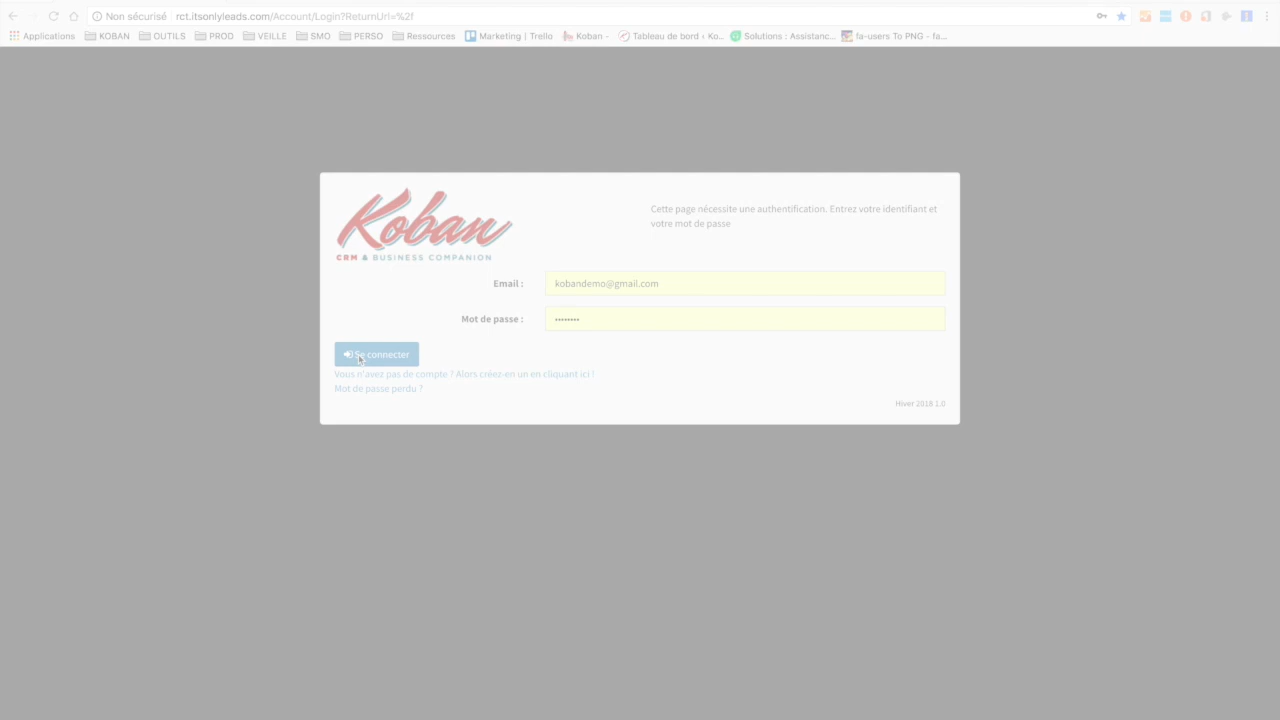 Non sécurisé rct.itsonlyleads.com/Account/Login?ReturnUrl=%2f
Applications KOBAN OUTILS PROD VEILLE SMO PERSO Ressources Marketing | Trello Koban - Tableau de bord ‹ Ko... Solutions : Assistanc... fa-users To PNG - fa...
Koban
CRM & BUSINESS COMPANION
Cette page nécessite une authentification. Entrez votre identifiant et
votre mot de passe
Email : kobandemo@gmail.com
Mot de passe : ••••••••
Se connecter
Vous n'avez pas de compte ? Alors créez-en un en cliquant ici !
Mot de passe perdu ?
Hiver 2018 1.0